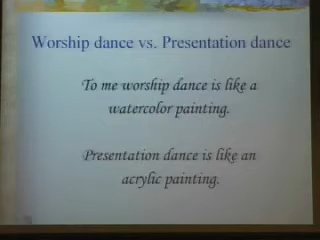 Worship dance vs. Presentation dance
To me worship dance is like a
watercolor painting.
Presentation dance is like an
acrylic painting.